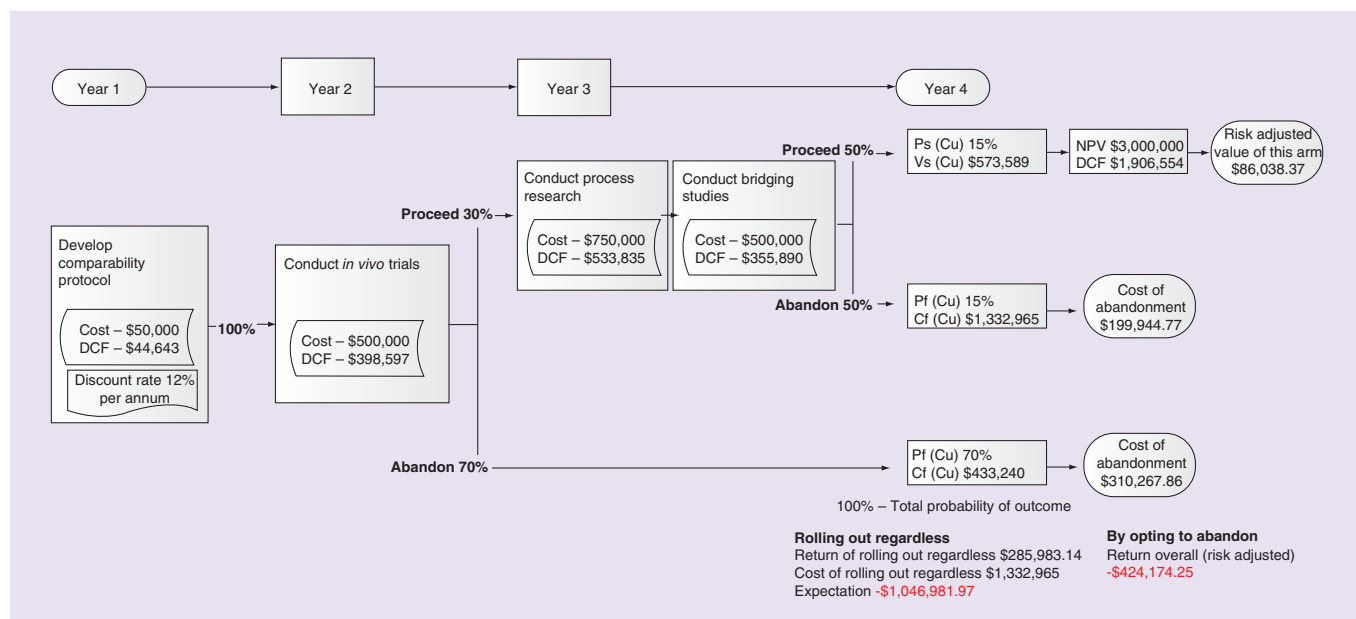 Year 1
Year 2
Year 3
Year 4
Develop
comparability
protocol
Cost – $50,000
DCF – $44,643
Discount rate 12%
per annum
100%
Conduct in vivo trials
Cost – $500,000
DCF – $398,597
Proceed 30%
Conduct process
research
Cost – $750,000
DCF – $533,835
Conduct bridging
studies
Cost – $500,000
DCF – $355,890
Proceed 50%
Ps (Cu) 15%
Vs (Cu) $573,589
NPV $3,000,000
DCF $1,906,554
Risk adjusted
value of this arm
$86,038.37
Abandon 50%
Pf (Cu) 15%
Cf (Cu) $1,332,965
Cost of
abandonment
$199,944.77
Abandon 70%
Pf (Cu) 70%
Cf (Cu) $433,240
Cost of
abandonment
$310,267.86
100% – Total probability of outcome
Rolling out regardless
Return of rolling out regardless $285,983.14
Cost of rolling out regardless $1,332,965
Expectation -$1,046,981.97
By opting to abandon
Return overall (risk adjusted)
-$424,174.25